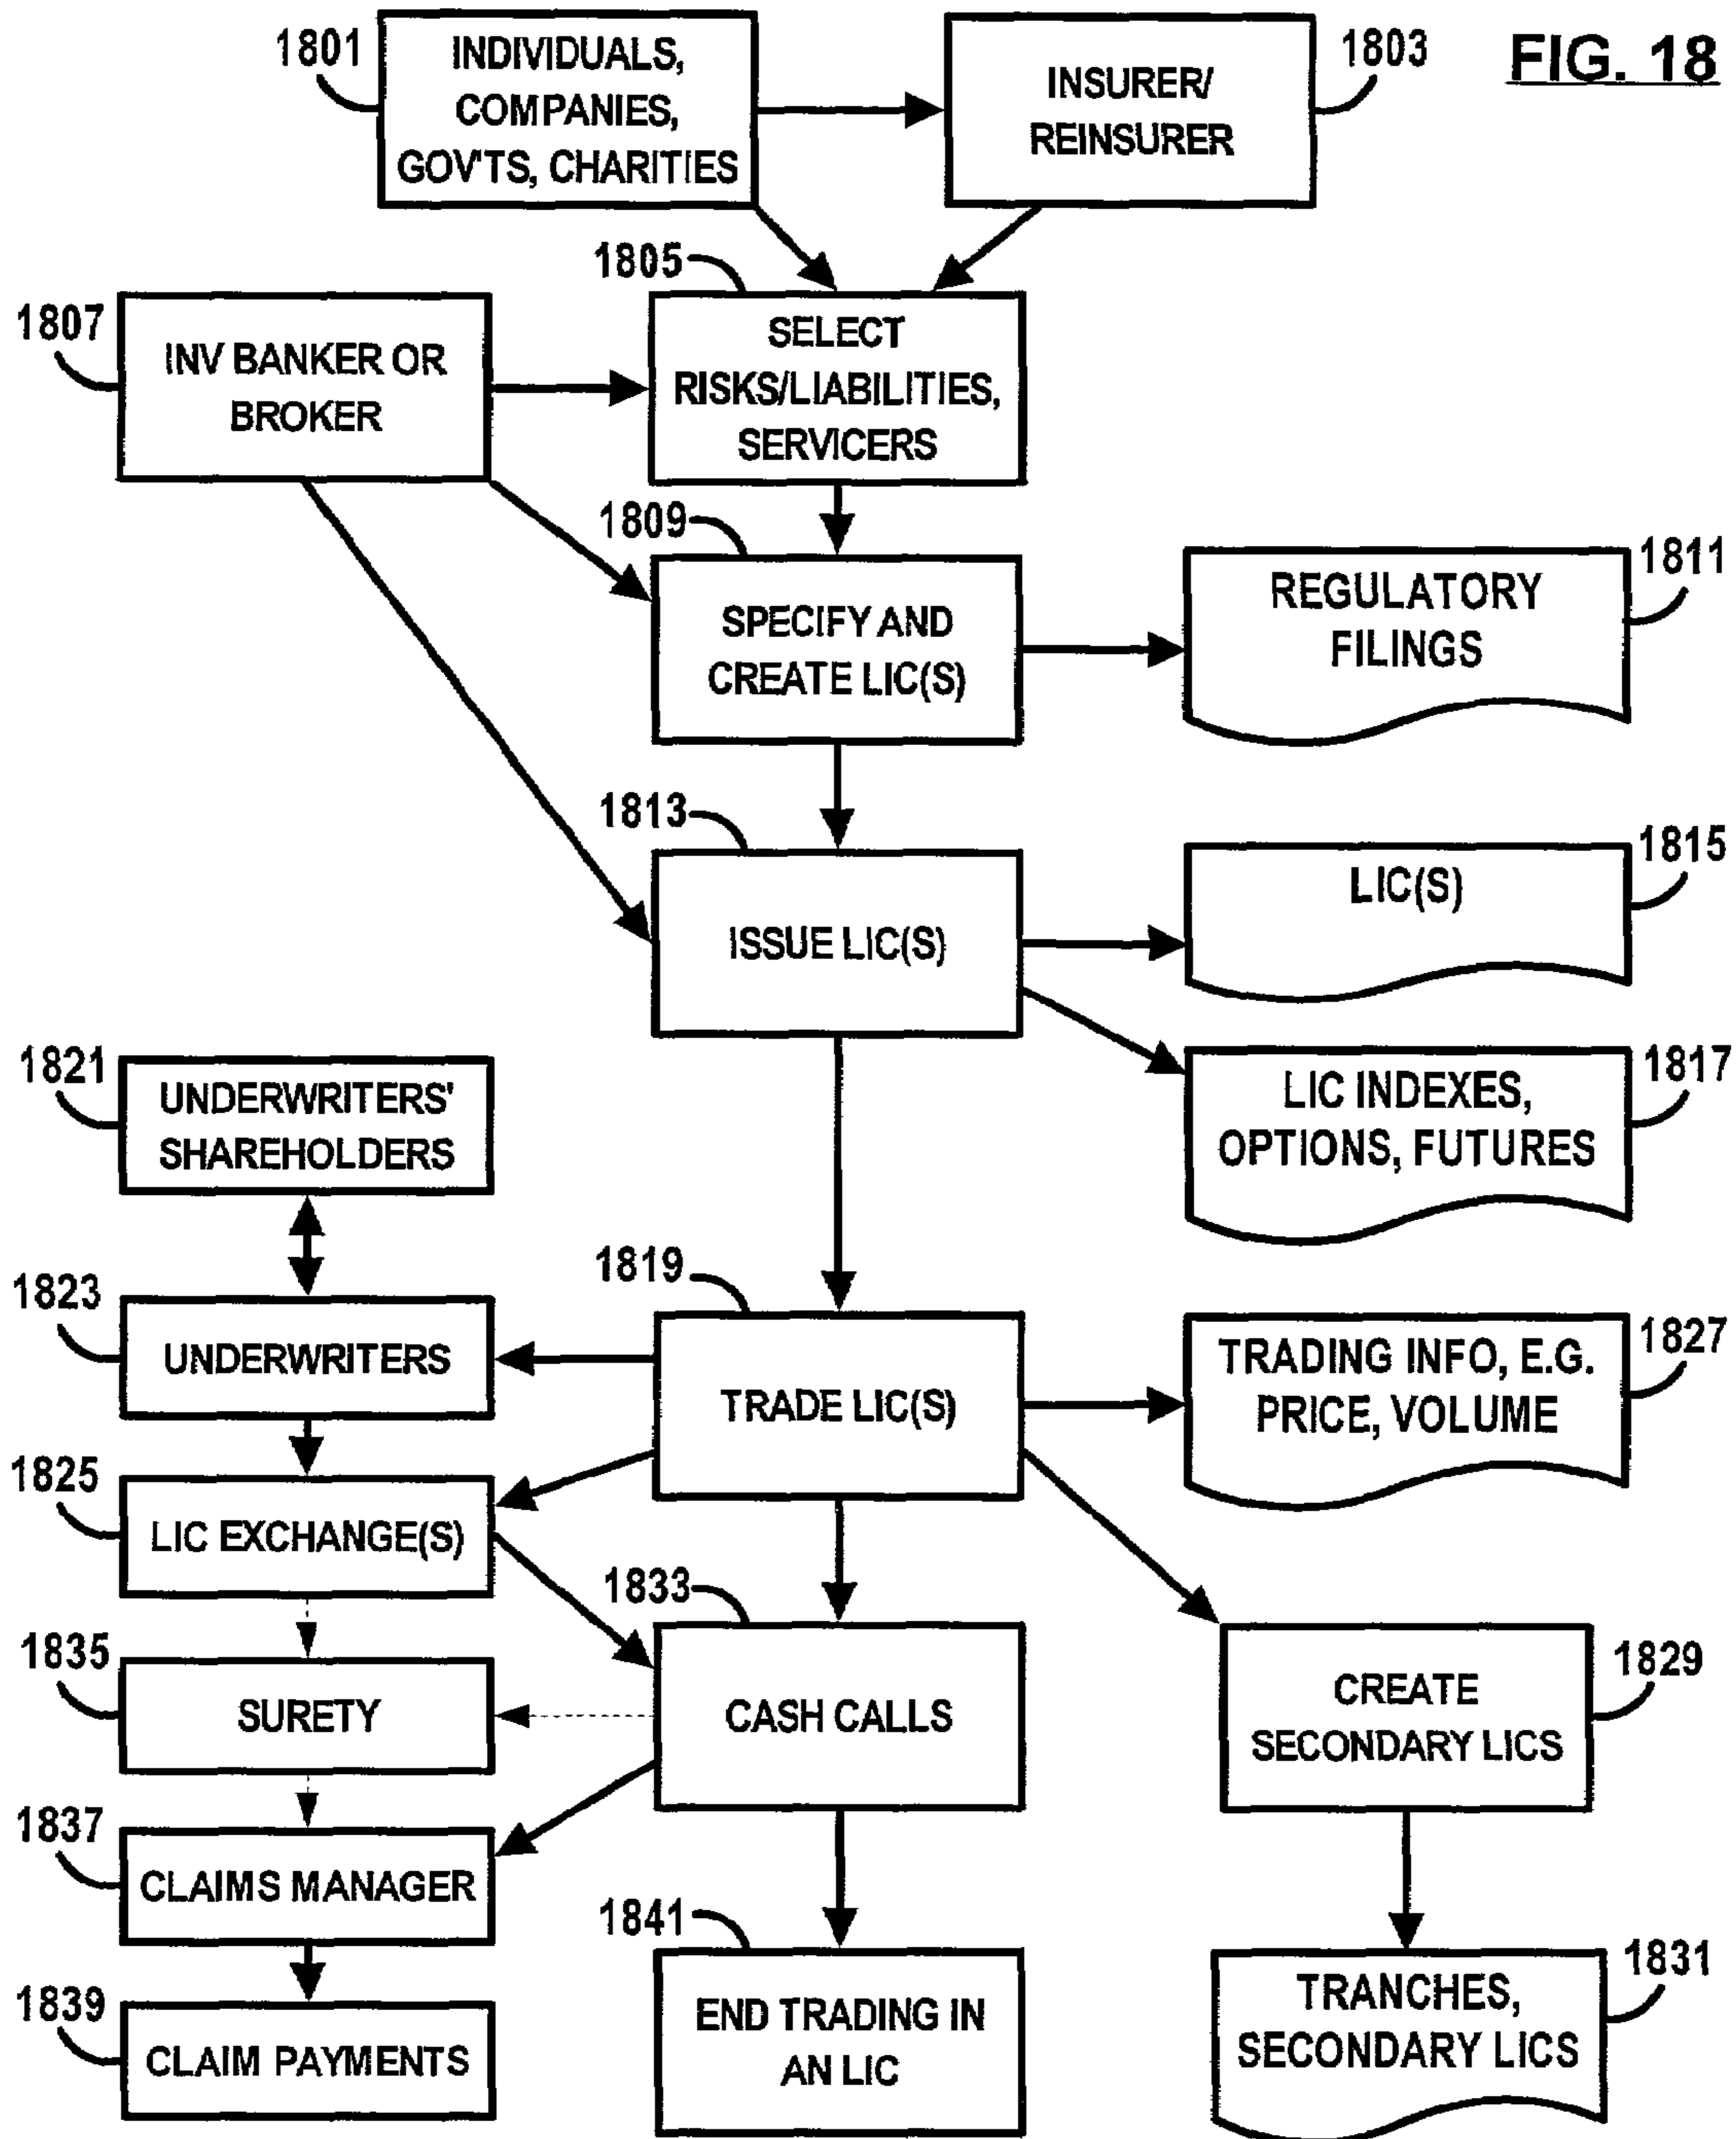 FIG. 18
1801
INDIVIDUALS,
COMPANIES,
GOV'TS, CHARITIES
INSURER/
REINSURER
1803
1805
SELECT
RISKS/LIABILITIES,
SERVICERS
1807
INV BANKER OR
BROKER
1809
SPECIFY AND
CREATE LIC(S)
REGULATORY
FILINGS
1811
1813
ISSUE LIC(S)
LIC(S)
1815
LIC INDEXES,
OPTIONS, FUTURES
1817
1821
UNDERWRITERS'
SHAREHOLDERS
1823
UNDERWRITERS
1819
TRADE LIC(S)
TRADING INFO, E.G.
PRICE, VOLUME
1827
1825
LIC EXCHANGE(S)
1833
CASH CALLS
CREATE
SECONDARY LICS
1829
1835
SURETY
1837
CLAIMS MANAGER
1839
CLAIM PAYMENTS
1841
END TRADING IN
AN LIC
TRANCHES,
SECONDARY LICS
1831